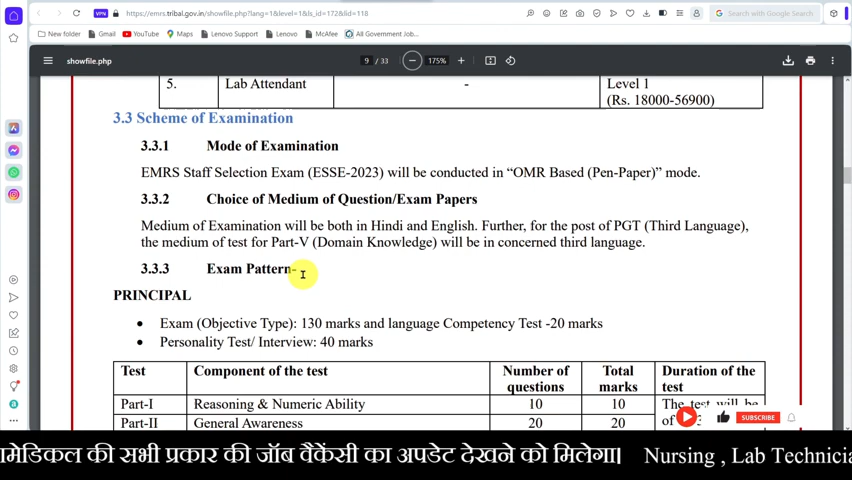 https://emrs.tribal.gov.in/showfile.php?lang=1&level=1&ls_id=172&lid=118
VPN
Search with Google Search
New folder Gmail YouTube Maps Lenovo Support Lenovo McAfee All Government Job...
showfile.php 9 / 33 175%
5. Lab Attendant - Level 1
(Rs. 18000-56900)
3.3 Scheme of Examination
3.3.1 Mode of Examination
EMRS Staff Selection Exam (ESSE-2023) will be conducted in “OMR Based (Pen-Paper)” mode.
3.3.2 Choice of Medium of Question/Exam Papers
Medium of Examination will be both in Hindi and English. Further, for the post of PGT (Third Language),
the medium of test for Part-V (Domain Knowledge) will be in concerned third language.
3.3.3 Exam Pattern-
PRINCIPAL
• Exam (Objective Type): 130 marks and language Competency Test -20 marks
• Personality Test/ Interview: 40 marks
Test Component of the test Number of questions Total marks Duration of the test
Part-I Reasoning & Numeric Ability 10 10 The test will be
Part-II General Awareness 20 20 of
SUBSCRIBE
ामेडिकल की सभी प्रकार की जॉब वैकेंसी का अपडेट देखने को मिलेगा। Nursing , Lab Technicia